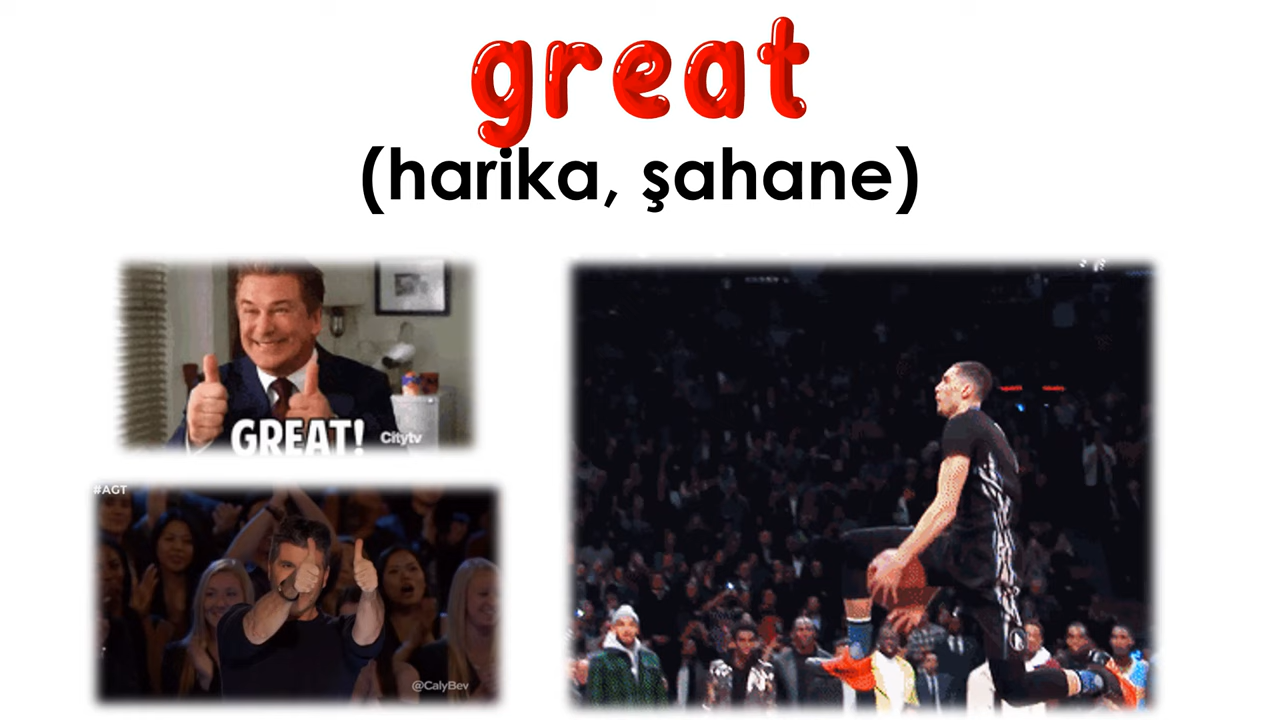 great
(harika, şahane)
GREAT!
Citytv
#AGT
@CalyBev